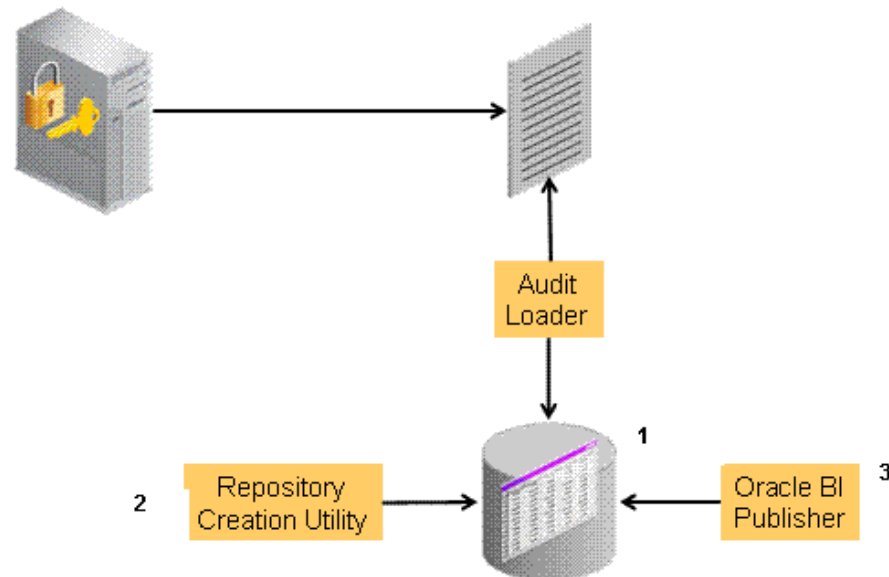 Audit
Loader
1
2
Repository
Creation Utility
Oracle BI
Publisher
3